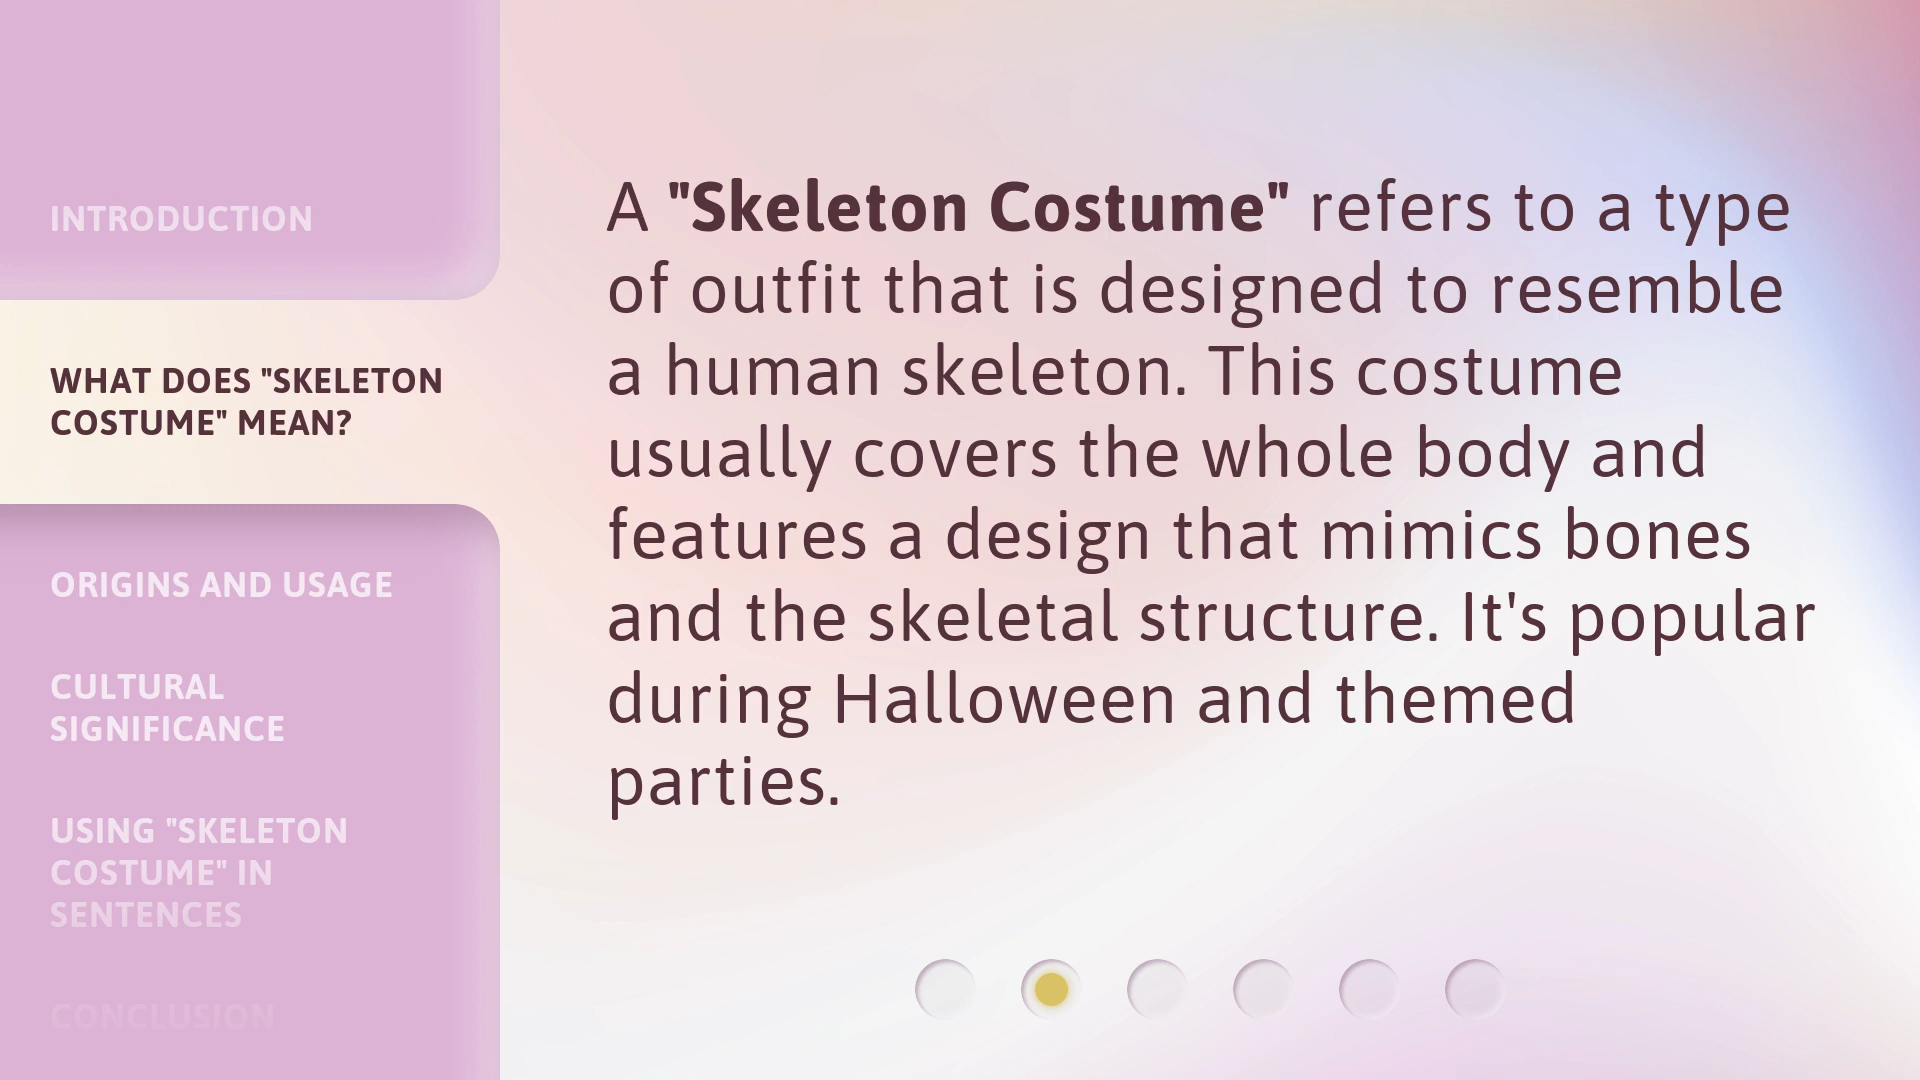 INTRODUCTION
WHAT DOES "SKELETON
COSTUME" MEAN?
ORIGINS AND USAGE
CULTURAL
SIGNIFICANCE
USING "SKELETON
COSTUME" IN
SENTENCES
CONCLUSION
A "Skeleton Costume" refers to a type
of outfit that is designed to resemble
a human skeleton. This costume
usually covers the whole body and
features a design that mimics bones
and the skeletal structure. It's popular
during Halloween and themed
parties.